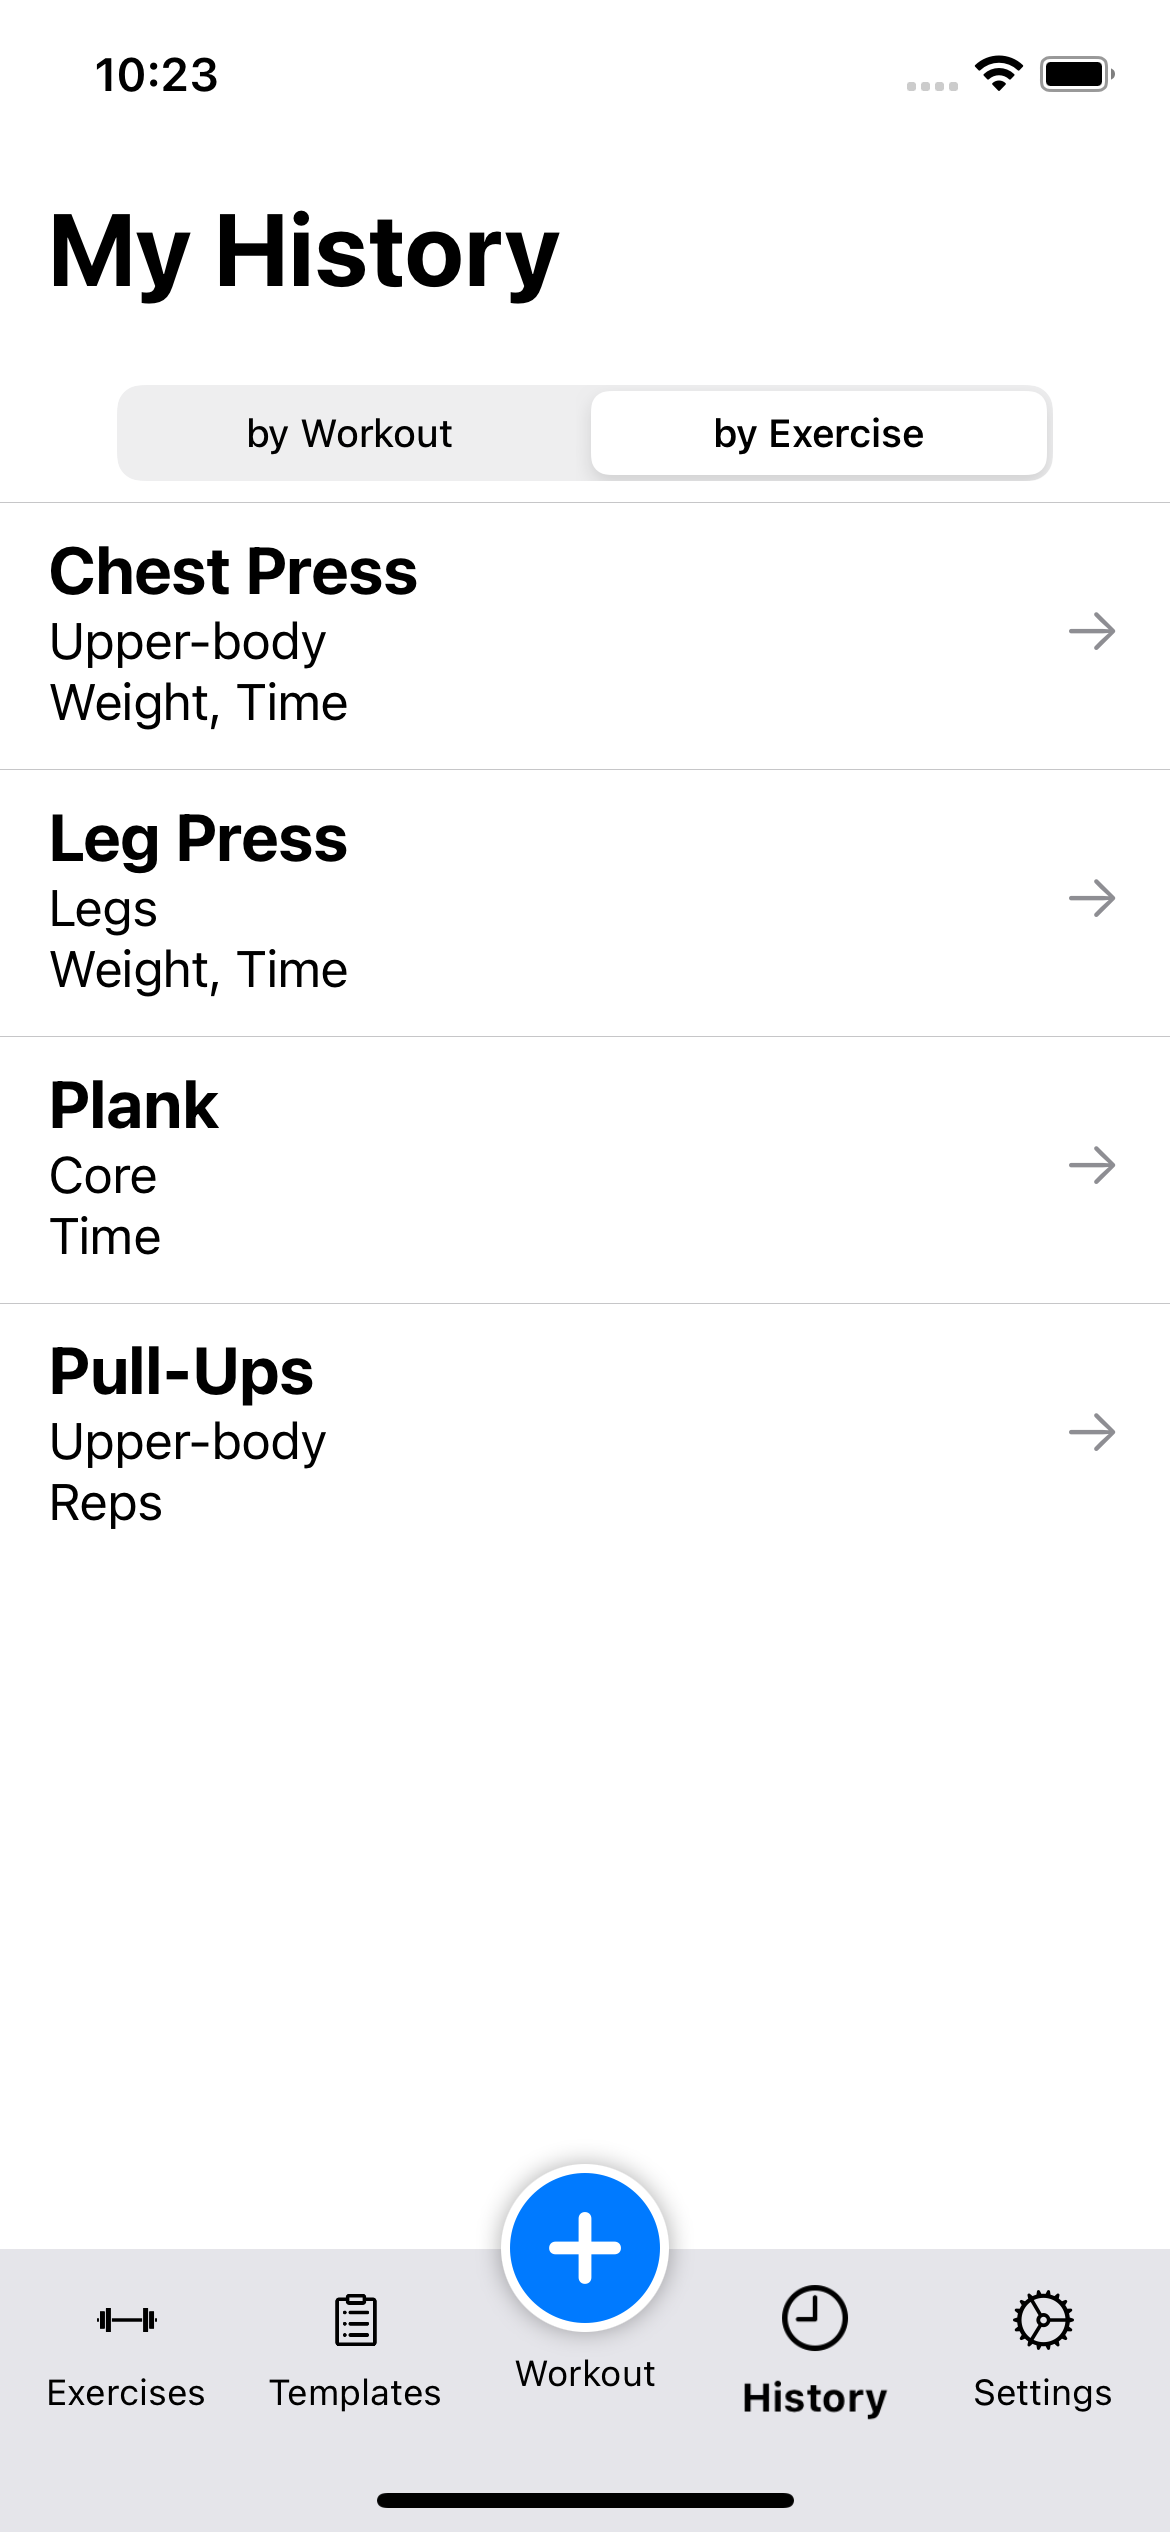 10:23
My History
by Workout
by Exercise
Chest Press
Upper-body
Weight, Time
Leg Press
Legs
Weight, Time
Plank
Core
Time
Pull-Ups
Upper-body
Reps
Exercises
Templates
Workout
History
Settings